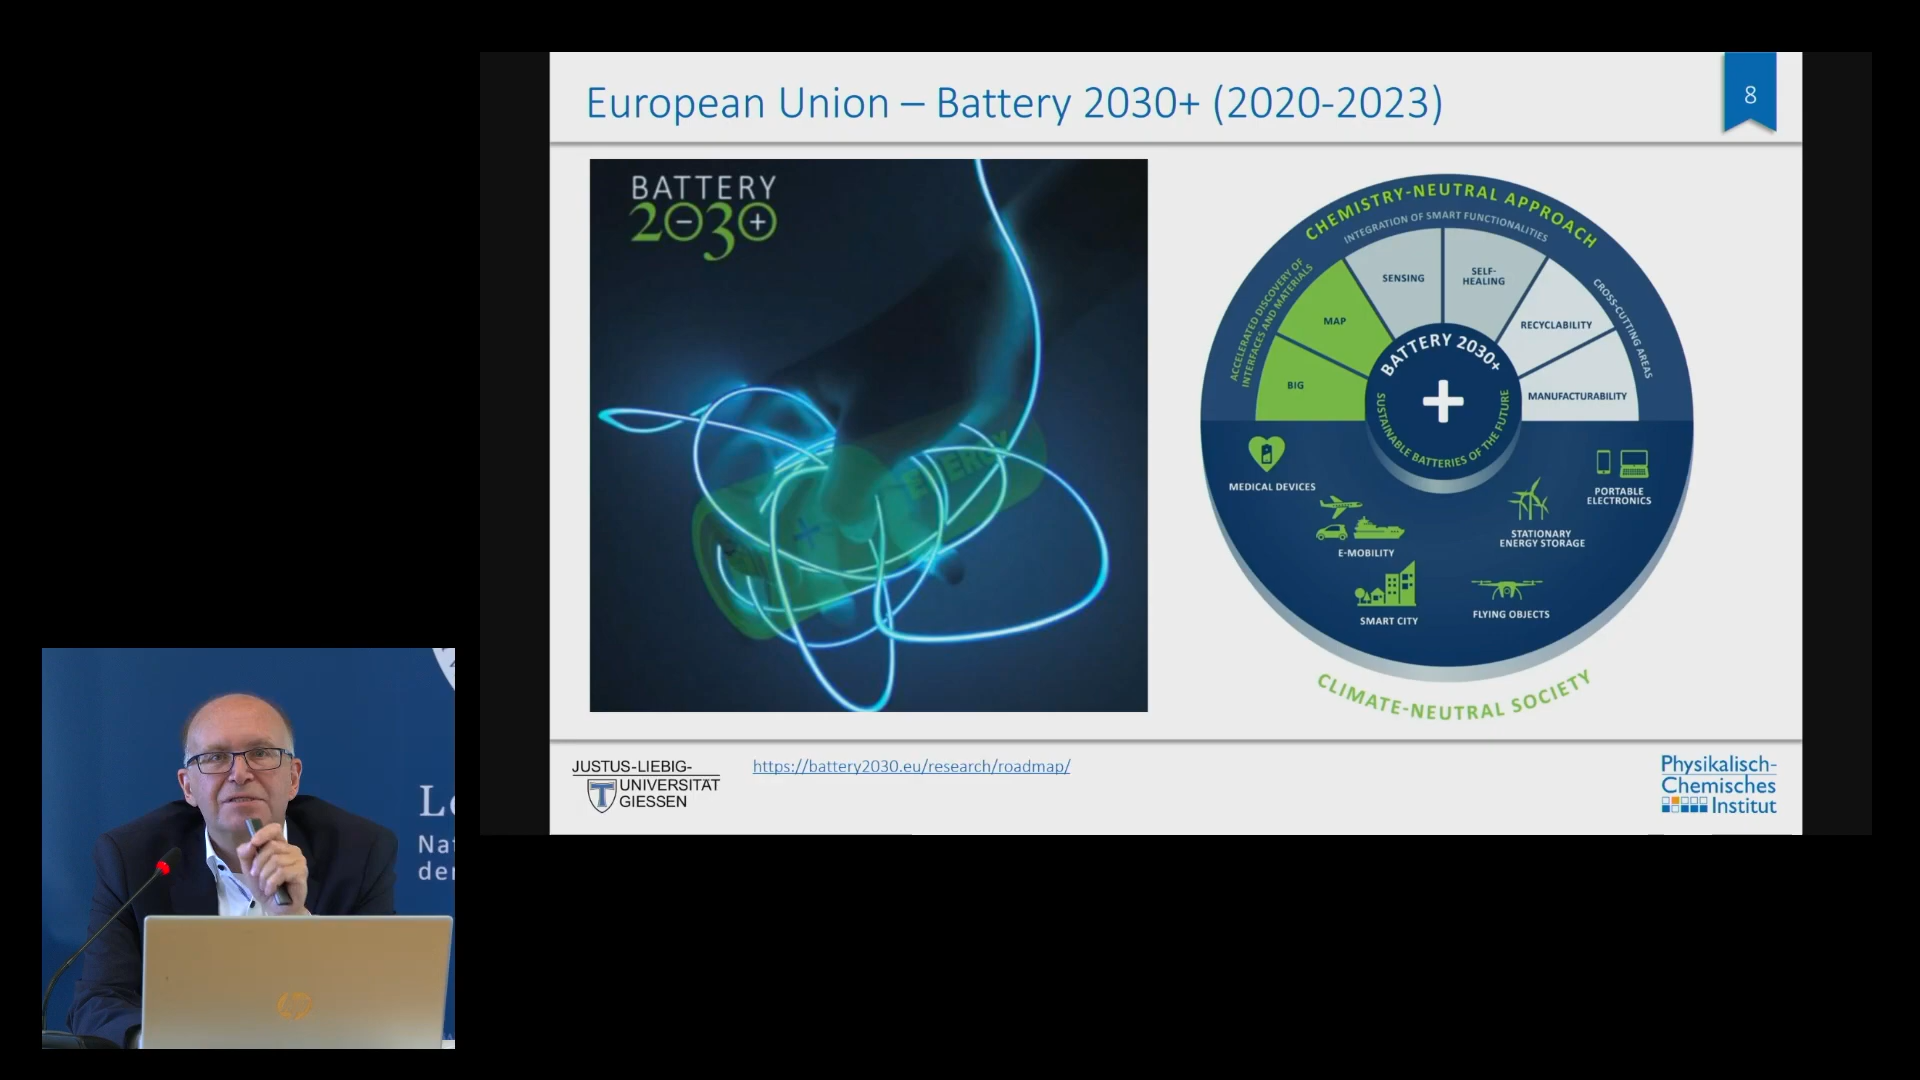 European Union – Battery 2030+ (2020-2023)
8
BATTERY
2030+
ENERGY
CHEMISTRY-NEUTRAL APPROACH
INTEGRATION OF SMART FUNCTIONALITIES
ACCELERATED DISCOVERY OF
INTERFACES AND MATERIALS
CROSS-CUTTING AREAS
SENSING
SELF-
HEALING
MAP
RECYCLABILITY
BIG
MANUFACTURABILITY
BATTERY 2030+
SUSTAINABLE BATTERIES OF THE FUTURE
MEDICAL DEVICES
PORTABLE
ELECTRONICS
E-MOBILITY
STATIONARY
ENERGY STORAGE
SMART CITY
FLYING OBJECTS
CLIMATE-NEUTRAL SOCIETY
JUSTUS-LIEBIG-
UNIVERSITÄT
GIESSEN
https://battery2030.eu/research/roadmap/
Physikalisch-
Chemisches
Institut
hp